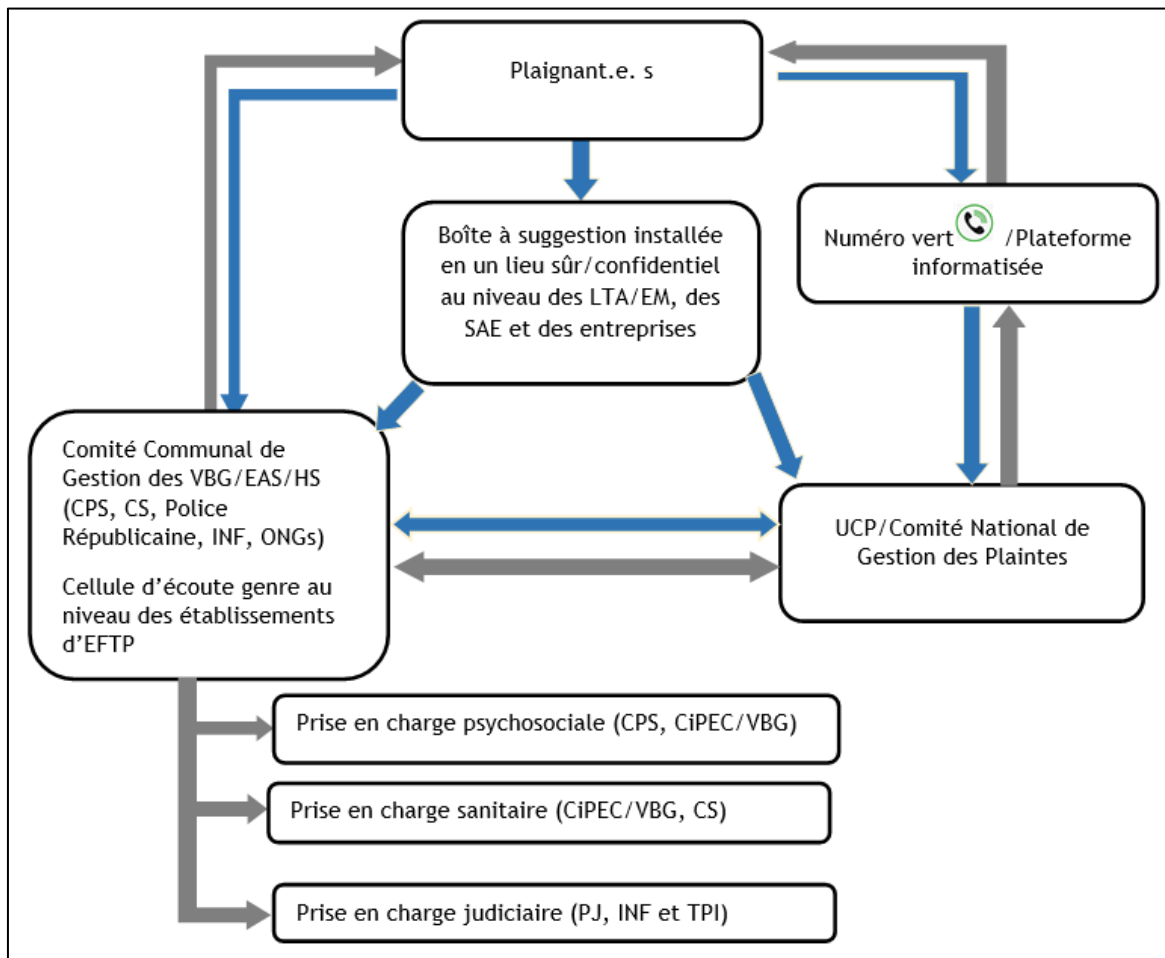 Plaignant.e. s
Boîte à suggestion installée
en un lieu sûr/confidentiel
au niveau des LTA/EM, des
SAE et des entreprises
Numéro vert /Plateforme
informatisée
Comité Communal de
Gestion des VBG/EAS/HS
(CPS, CS, Police
Républicaine, INF, ONGs)
Cellule d'écoute genre au
niveau des établissements
d'EFTP
UCP/Comité National de
Gestion des Plaintes
Prise en charge psychosociale (CPS, CiPEC/VBG)
Prise en charge sanitaire (CiPEC/VBG, CS)
Prise en charge judiciaire (PJ, INF et TPI)